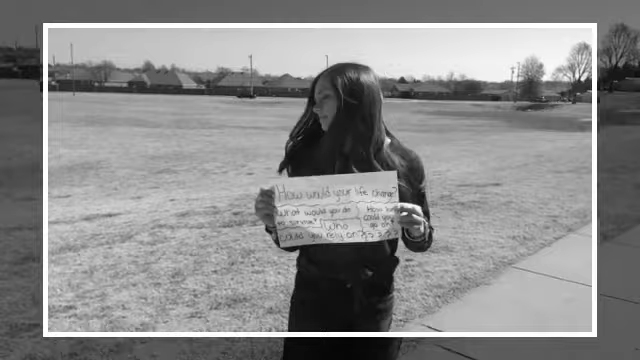 How would your life change?
What would you do
to survive?
How long
could you
go on?
Who
could you rely on?